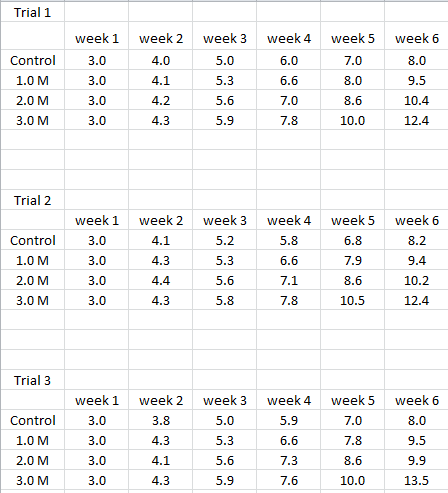 Trial 1
week 1 week 2 week 3 week 4 week 5 week 6
Control 3.0 4.0 5.0 6.0 7.0 8.0
1.0 M 3.0 4.1 5.3 6.6 8.0 9.5
2.0 M 3.0 4.2 5.6 7.0 8.6 10.4
3.0 M 3.0 4.3 5.9 7.8 10.0 12.4
Trial 2
week 1 week 2 week 3 week 4 week 5 week 6
Control 3.0 4.1 5.2 5.8 6.8 8.2
1.0 M 3.0 4.3 5.3 6.6 7.9 9.4
2.0 M 3.0 4.4 5.6 7.1 8.6 10.2
3.0 M 3.0 4.3 5.8 7.8 10.5 12.4
Trial 3
week 1 week 2 week 3 week 4 week 5 week 6
Control 3.0 3.8 5.0 5.9 7.0 8.0
1.0 M 3.0 4.3 5.3 6.6 7.8 9.5
2.0 M 3.0 4.1 5.6 7.3 8.6 9.9
3.0 M 3.0 4.3 5.9 7.6 10.0 13.5